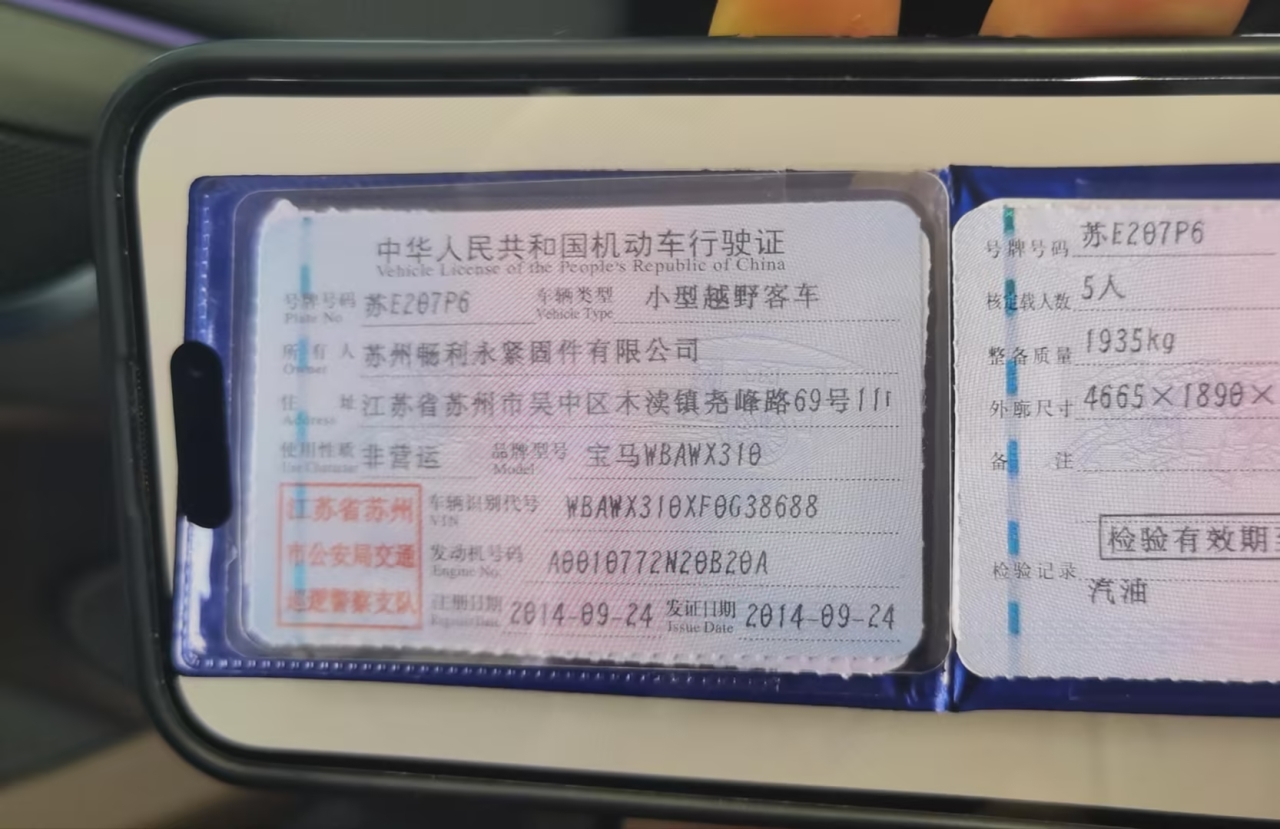 中华人民共和国机动车行驶证
Vehicle License of the People's Republic of China
号牌号码 苏E207P6 车辆类型 小型越野客车
Plate No. Vehicle Type
所有人 苏州畅利永紧固件有限公司
Owner
住址 江苏省苏州市吴中区木渎镇尧峰路69号
Address
使用性质 非营运 品牌型号 宝马WBAWX310
Use Character Model
江苏省苏州
市公安局交通
巡逻警察支队
车辆识别代号 WBAWX310XF0G38688
VIN
发动机号码 A0010772N20B20A
Engine No.
注册日期 2014-09-24 发证日期 2014-09-24
Register Date Issue Date
号牌号码 苏E207P6
核定载人数 5人
整备质量 1935kg
外廓尺寸 4665×1890×
备注
检验有效期
检验记录
汽油